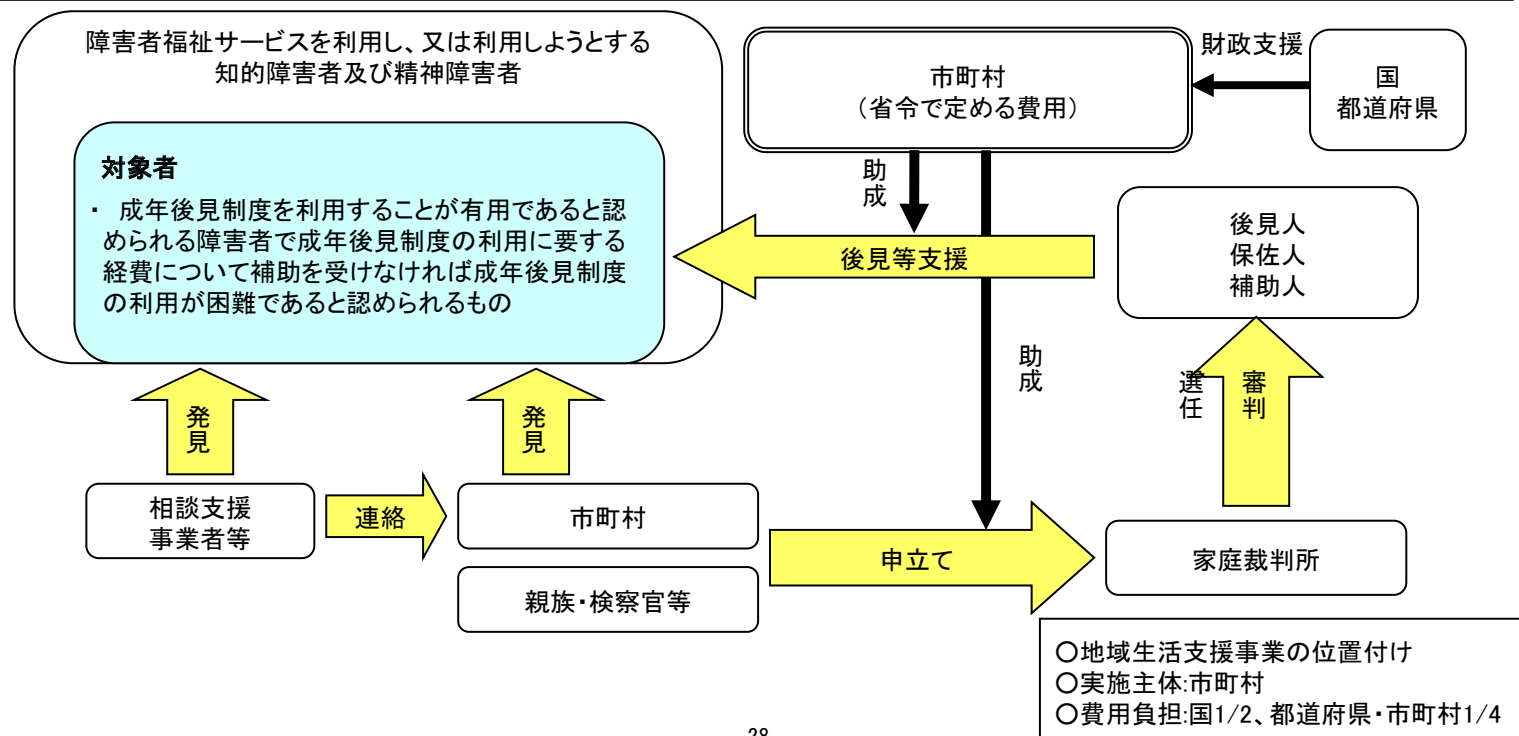 障害者福祉サービスを利用し、又は利用しようとする
知的障害者及び精神障害者
対象者
・ 成年後見制度を利用することが有用であると認
められる障害者で成年後見制度の利用に要する
経費について補助を受けなければ成年後見制度
の利用が困難であると認められるもの
市町村
(省令で定める費用)
財政支援
国
都道府県
助成
後見等支援
後見人
保佐人
補助人
助成
選任
審判
発見
発見
相談支援
事業者等
連絡
市町村
親族・検察官等
申立て
家庭裁判所
○地域生活支援事業の位置付け
○実施主体:市町村
○費用負担:国1/2、都道府県・市町村1/4
28